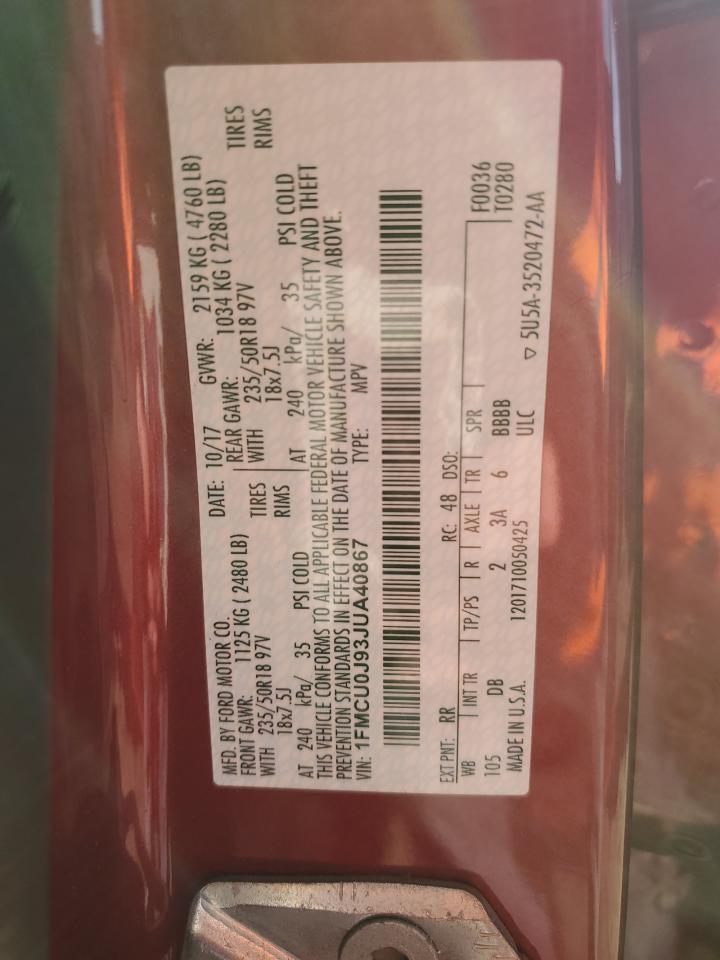 MFD. BY FORD MOTOR CO. DATE: 10/17 GVWR: 2159 KG ( 4760 LB)
FRONT GAWR: 1125 KG ( 2480 LB) REAR GAWR: 1034 KG ( 2280 LB)
WITH 235/50R18 97V TIRES WITH 235/50R18 97V TIRES
18x7.5J RIMS 18x7.5J RIMS
AT 240 kPa/ 35 PSI COLD AT 240 kPa/ 35 PSI COLD
THIS VEHICLE CONFORMS TO ALL APPLICABLE FEDERAL MOTOR VEHICLE SAFETY AND THEFT
PREVENTION STANDARDS IN EFFECT ON THE DATE OF MANUFACTURE SHOWN ABOVE.
VIN: 1FMCU0J93JUA40867 TYPE: MPV
EXT PNT: RR RC: 48 DSO: F0036
WB INT TR TP/PS R AXLE TR SPR T0280
105 DB 2 3A 6 BBBB
MADE IN U.S.A. 1201710050425 ULC ▽ 5U5A-3520472-AA